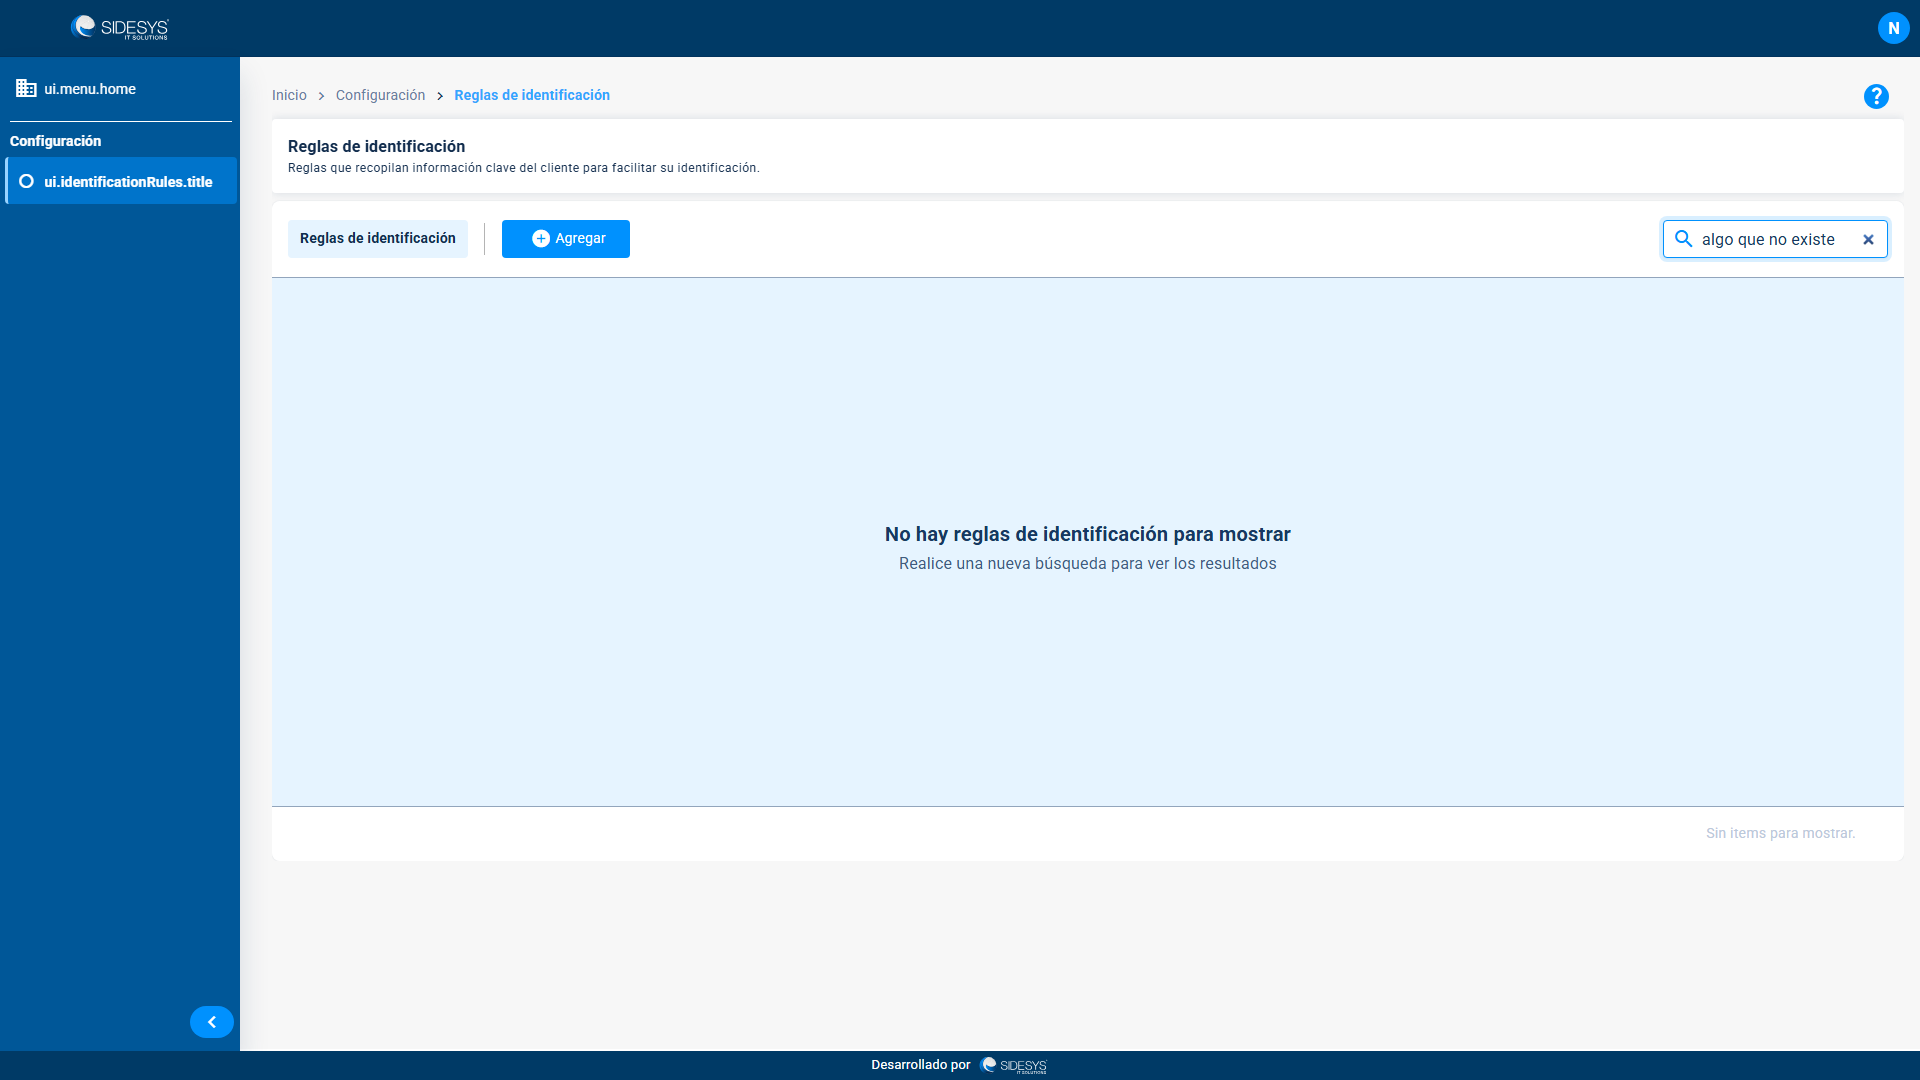 SIDESYS
IT SOLUTIONS
N
ui.menu.home
Configuración
ui.identificationRules.title
Inicio > Configuración > Reglas de identificación
?
Reglas de identificación
Reglas que recopilan información clave del cliente para facilitar su identificación.
Reglas de identificación
Agregar
algo que no existe
No hay reglas de identificación para mostrar
Realice una nueva búsqueda para ver los resultados
Sin items para mostrar.
Desarrollado por SIDESYS
IT SOLUTIONS